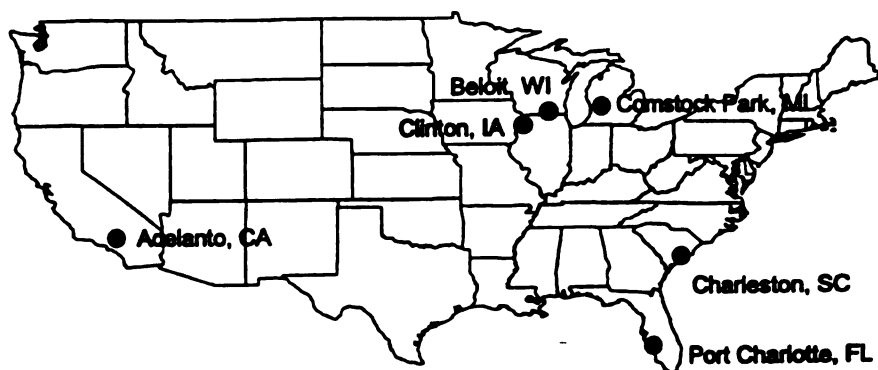 Beloit, WI
Comstock Park, MI
Clinton, IA
Adelanto, CA
Charleston, SC
Port Charlotte, FL